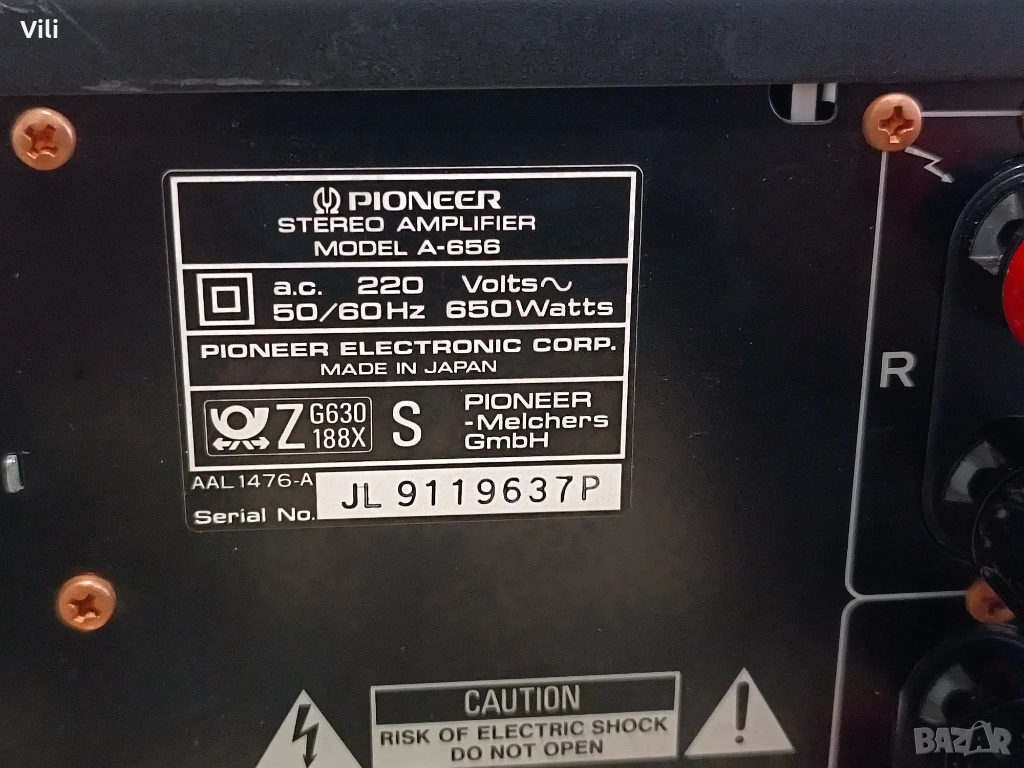 Vili
PIONEER
STEREO AMPLIFIER
MODEL A-656
a.c. 220 Volts~
50/60Hz 650Watts
PIONEER ELECTRONIC CORP.
MADE IN JAPAN
Z G630 188X S
PIONEER
-Melchers
GmbH
AAL1476-A
Serial No. JL 9119637P
R
CAUTION
RISK OF ELECTRIC SHOCK
DO NOT OPEN
!
BAZAR